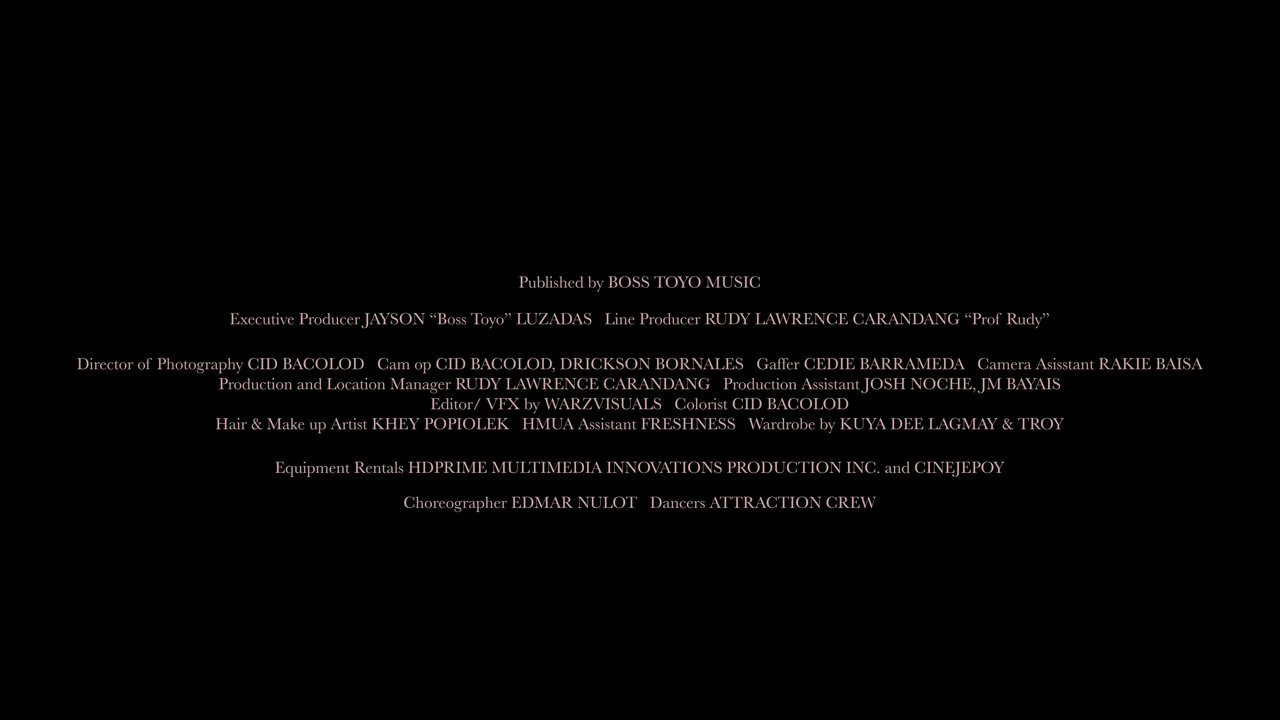 Published by BOSS TOYO MUSIC
Executive Producer JAYSON “Boss Toyo” LUZADAS Line Producer RUDY LAWRENCE CARANDANG “Prof Rudy”
Director of Photography CID BACOLOD Cam op CID BACOLOD, DRICKSON BORNALES Gaffer CEDIE BARRAMEDA Camera Asisstant RAKIE BAISA
Production and Location Manager RUDY LAWRENCE CARANDANG Production Assistant JOSH NOCHE, JM BAYAIS
Editor/ VFX by WARZVISUALS Colorist CID BACOLOD
Hair & Make up Artist KHEY POPIOLEK HMUA Assistant FRESHNESS Wardrobe by KUYA DEE LAGMAY & TROY
Equipment Rentals HDPRIME MULTIMEDIA INNOVATIONS PRODUCTION INC. and CINEJEPOY
Choreographer EDMAR NULOT Dancers ATTRACTION CREW